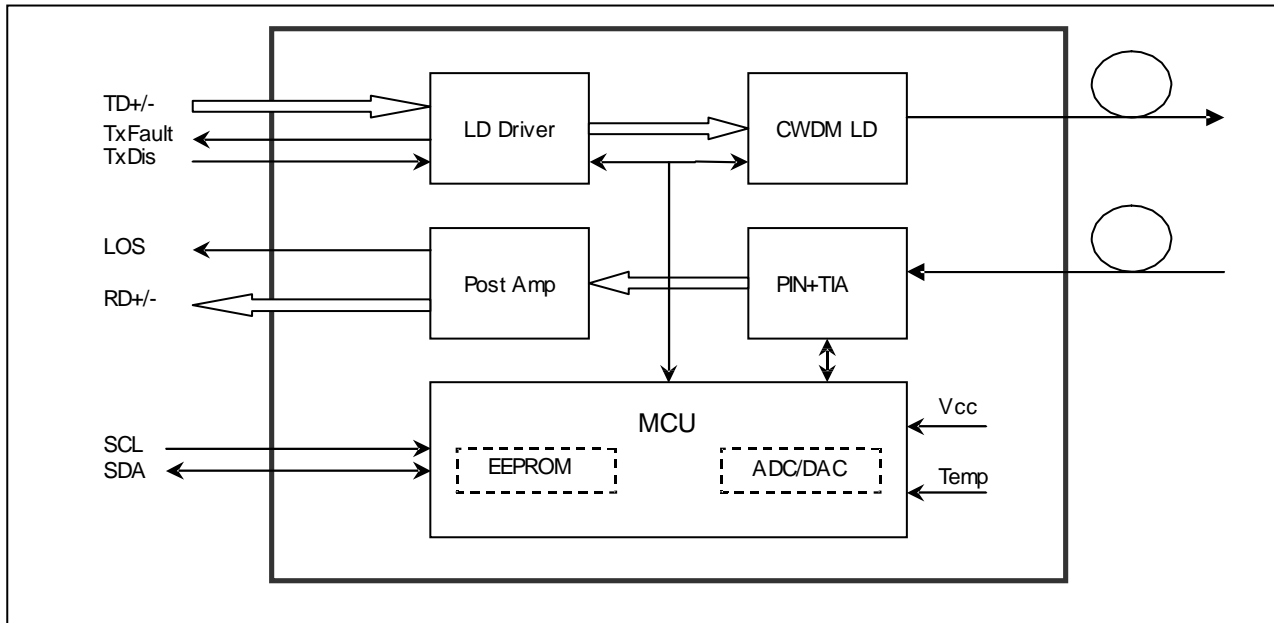 TD+/-
TxFault
TxDis
LD Driver
CWDM LD
LOS
RD+/-
Post Amp
PIN+TIA
SCL
SDA
MCU
EEPROM
ADC/DAC
Vcc
Temp